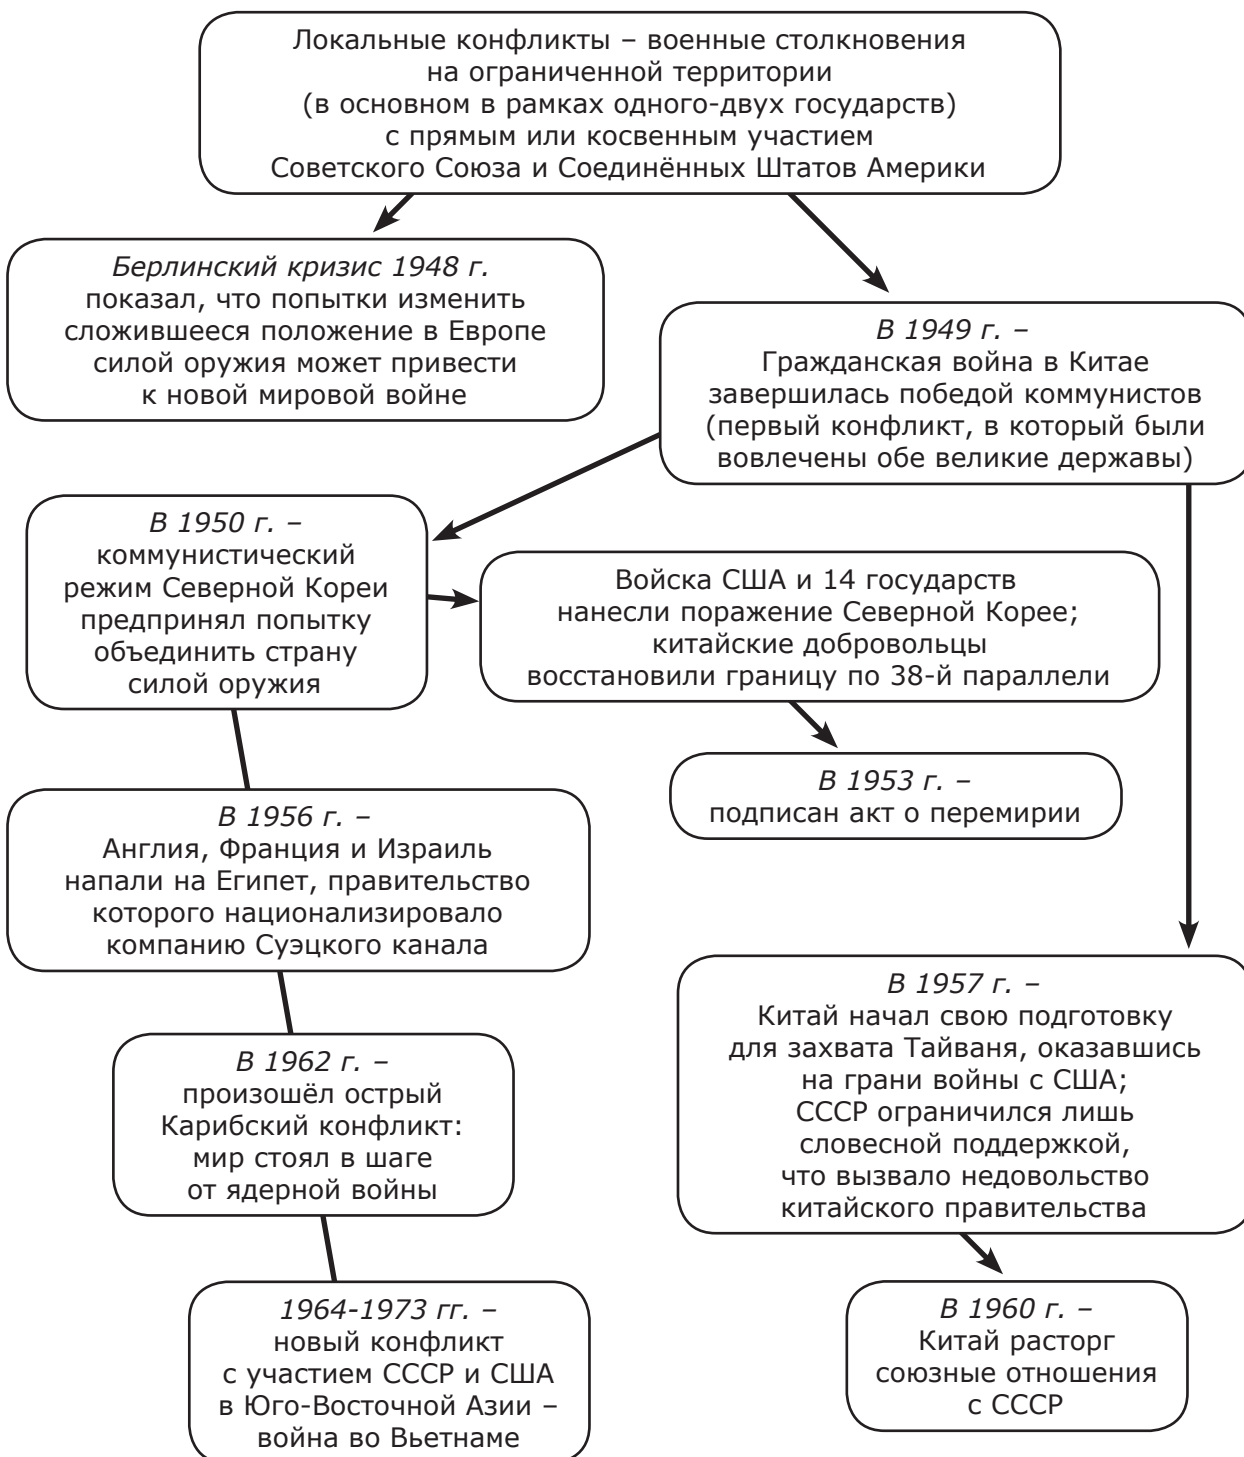 Локальные конфликты – военные столкновения
на ограниченной территории
(в основном в рамках одного-двух государств)
с прямым или косвенным участием
Советского Союза и Соединённых Штатов Америки
Берлинский кризис 1948 г.
показал, что попытки изменить
сложившееся положение в Европе
силой оружия может привести
к новой мировой войне
В 1949 г. –
Гражданская война в Китае
завершилась победой коммунистов
(первый конфликт, в который были
вовлечены обе великие державы)
В 1950 г. –
коммунистический
режим Северной Кореи
предпринял попытку
объединить страну
силой оружия
Войска США и 14 государств
нанесли поражение Северной Корее;
китайские добровольцы
восстановили границу по 38-й параллели
В 1953 г. –
подписан акт о перемирии
В 1956 г. –
Англия, Франция и Израиль
напали на Египет, правительство
которого национализировало
компанию Суэцкого канала
В 1957 г. –
Китай начал свою подготовку
для захвата Тайваня, оказавшись
на грани войны с США;
СССР ограничился лишь
словесной поддержкой,
что вызвало недовольство
китайского правительства
В 1962 г. –
произошёл острый
Карибский конфликт:
мир стоял в шаге
от ядерной войны
1964-1973 гг. –
новый конфликт
с участием СССР и США
в Юго-Восточной Азии –
война во Вьетнаме
В 1960 г. –
Китай расторг
союзные отношения
с СССР